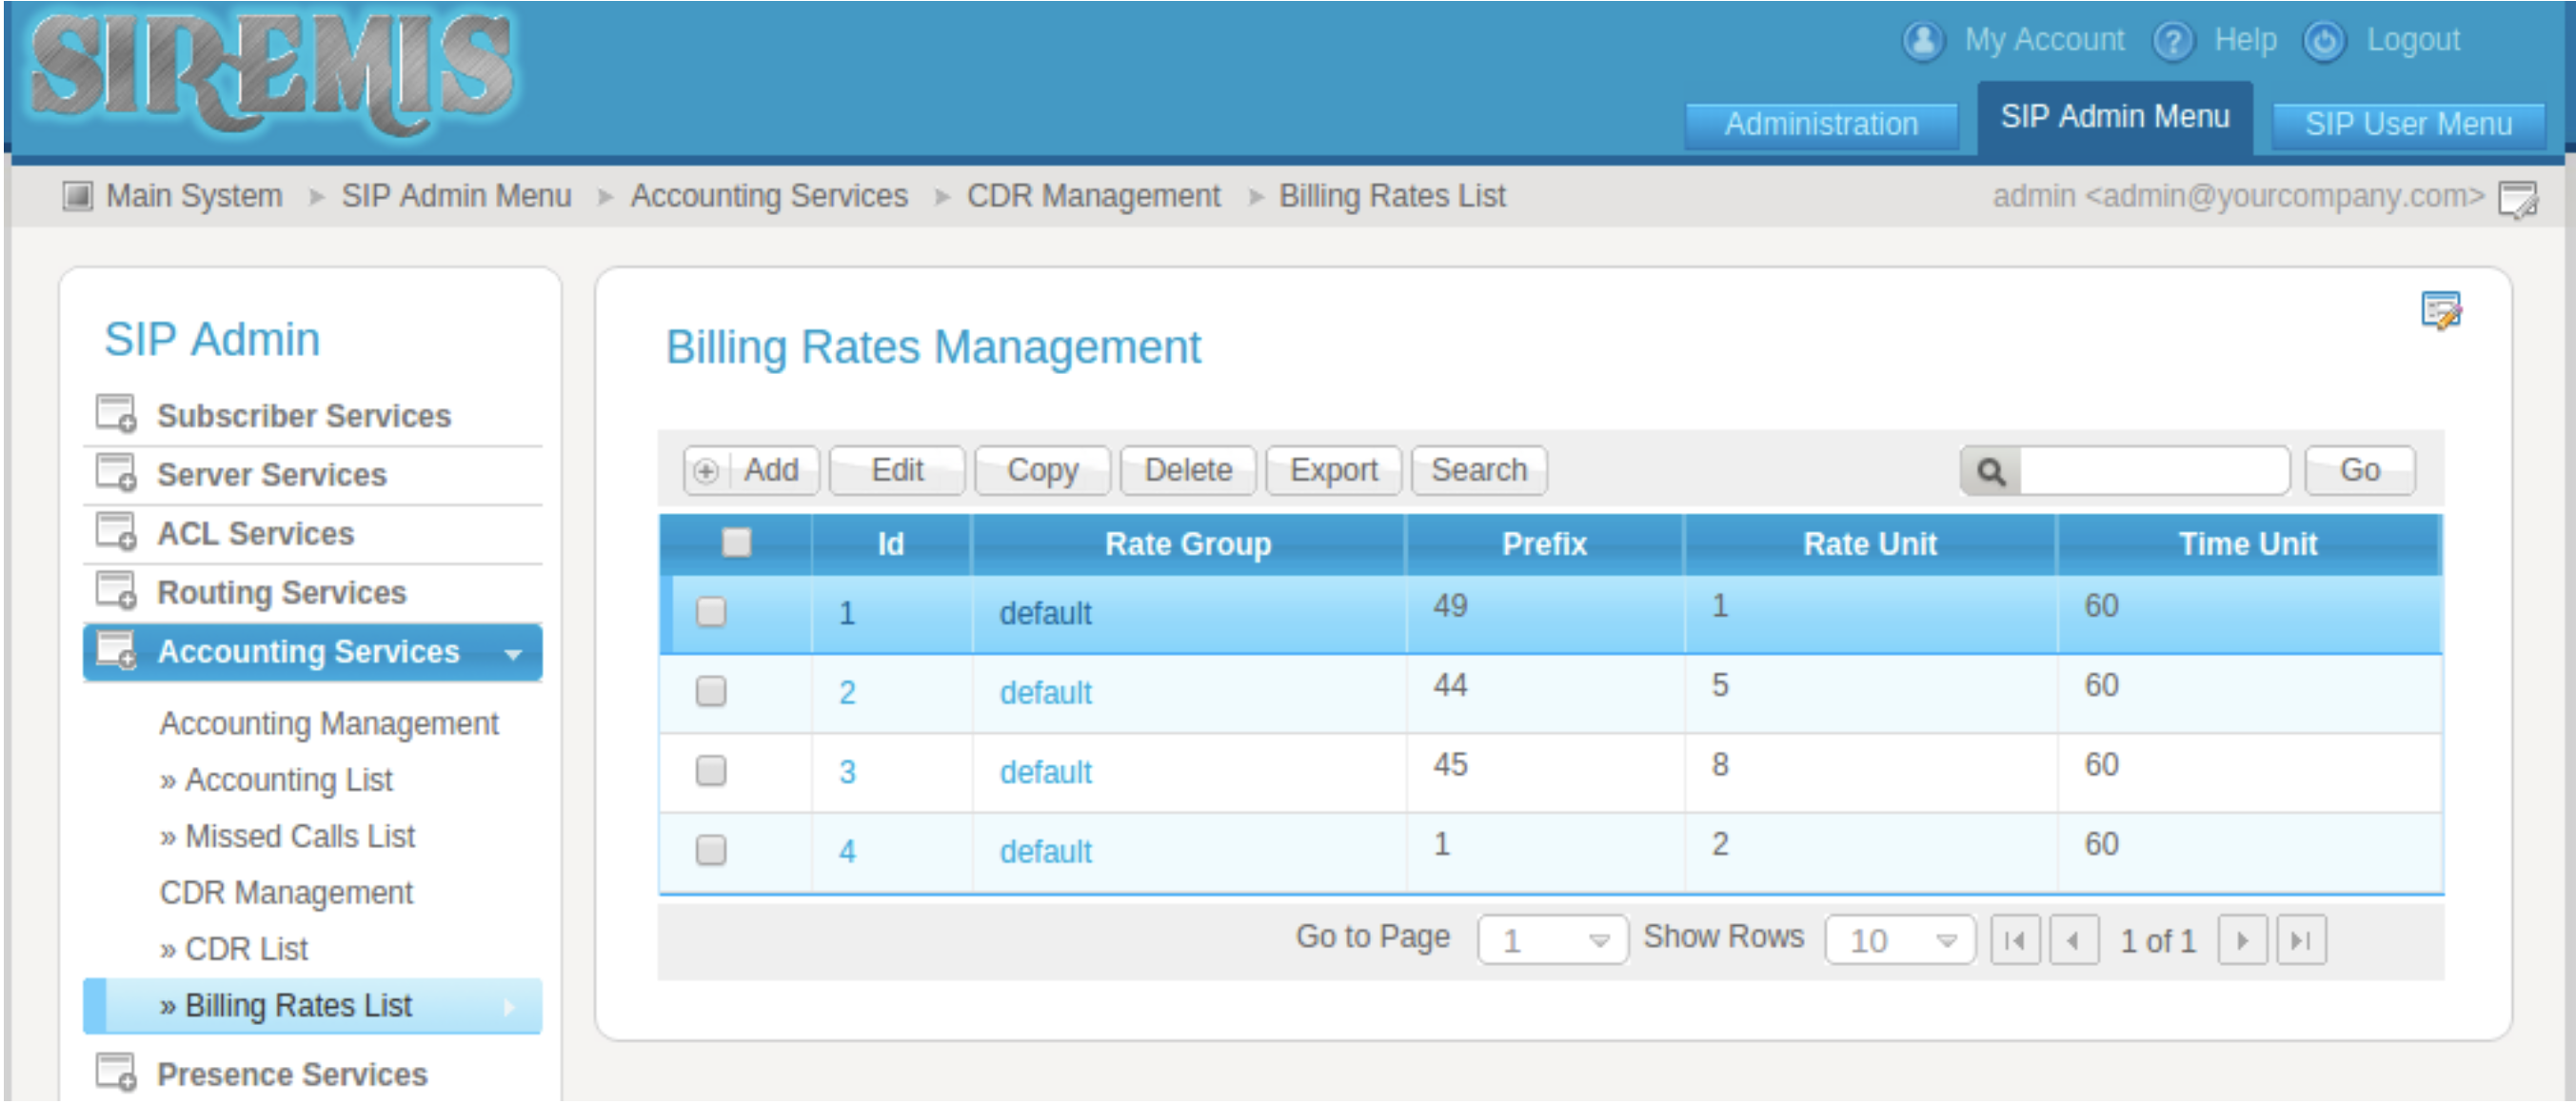 SIREMIS
My Account Help Logout
Administration SIP Admin Menu SIP User Menu
Main System SIP Admin Menu Accounting Services CDR Management Billing Rates List admin <admin@yourcompany.com>
SIP Admin
Subscriber Services
Server Services
ACL Services
Routing Services
Accounting Services
Accounting Management
» Accounting List
» Missed Calls List
CDR Management
» CDR List
» Billing Rates List
Presence Services
Billing Rates Management
Add Edit Copy Delete Export Search Go
Id Rate Group Prefix Rate Unit Time Unit
1 default 49 1 60
2 default 44 5 60
3 default 45 8 60
4 default 1 2 60
Go to Page 1 Show Rows 10 1 of 1